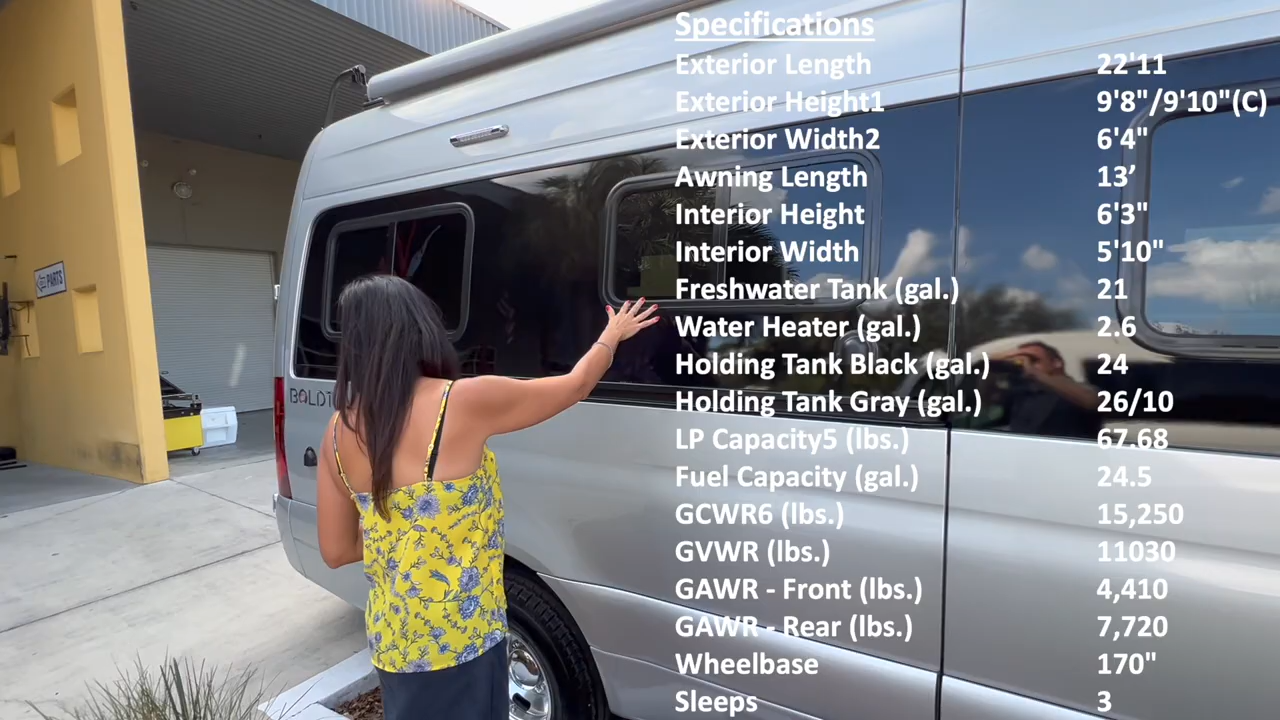 Specifications
Exterior Length 22'11
Exterior Height1 9'8"/9'10"(C)
Exterior Width2 6'4"
Awning Length 13’
Interior Height 6'3"
Interior Width 5'10"
Freshwater Tank (gal.) 21
Water Heater (gal.) 2.6
Holding Tank Black (gal.) 24
Holding Tank Gray (gal.) 26/10
LP Capacity5 (lbs.) 67.68
Fuel Capacity (gal.) 24.5
GCWR6 (lbs.) 15,250
GVWR (lbs.) 11030
GAWR - Front (lbs.) 4,410
GAWR - Rear (lbs.) 7,720
Wheelbase 170"
Sleeps 3
PARTS
BOLDT